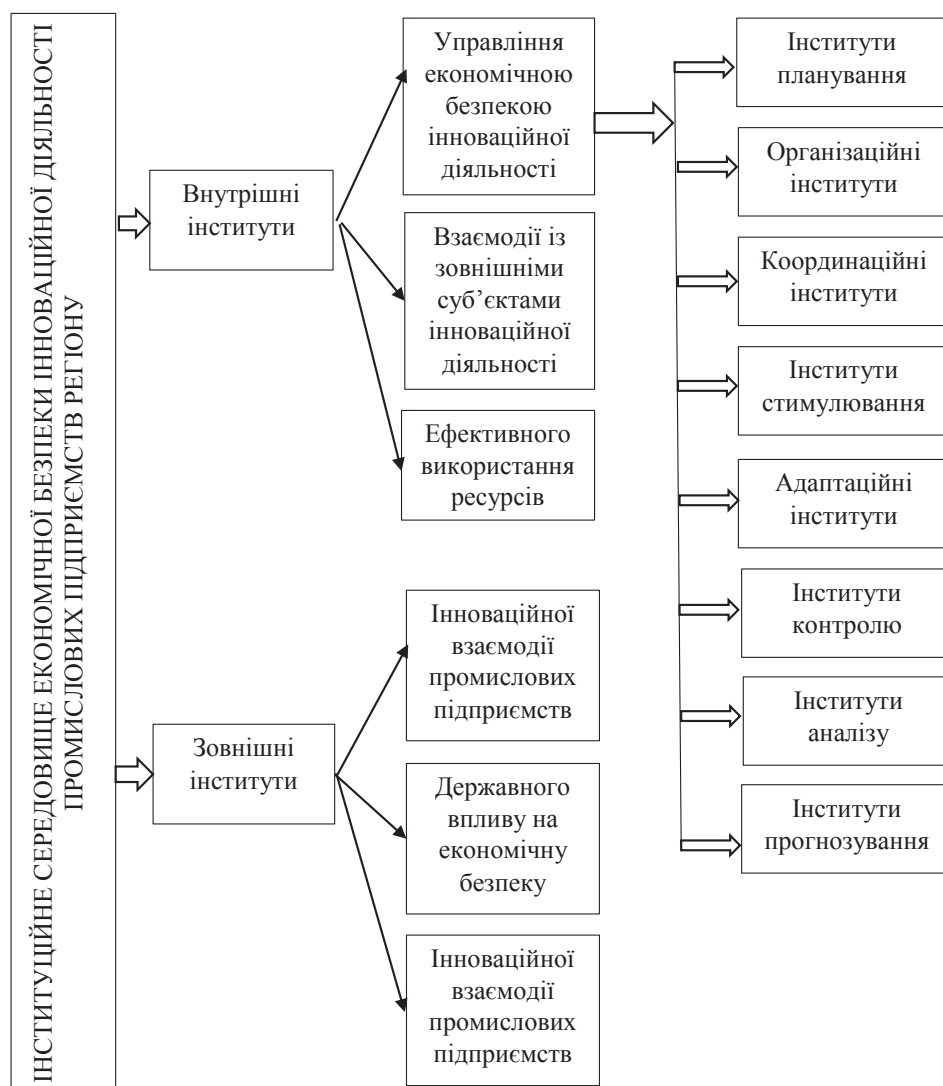 ІНСТИТУЦІЙНЕ СЕРЕДОВИЩЕ ЕКОНОМІЧНОЇ БЕЗПЕКИ ІННОВАЦІЙНОЇ ДІЯЛЬНОСТІ
ПРОМИСЛОВИХ ПІДПРИЄМСТВ РЕГІОНУ
Внутрішні
інститути
Управління
економічною
безпекою
інноваційної
діяльності
Взаємодії із
зовнішніми
суб’єктами
інноваційної
діяльності
Ефективного
використання
ресурсів
Зовнішні
інститути
Інноваційної
взаємодії
промислових
підприємств
Державного
впливу на
економічну
безпеку
Інноваційної
взаємодії
промислових
підприємств
Інститути
планування
Організаційні
інститути
Координаційні
інститути
Інститути
стимулювання
Адаптаційні
інститути
Інститути
контролю
Інститути
аналізу
Інститути
прогнозування